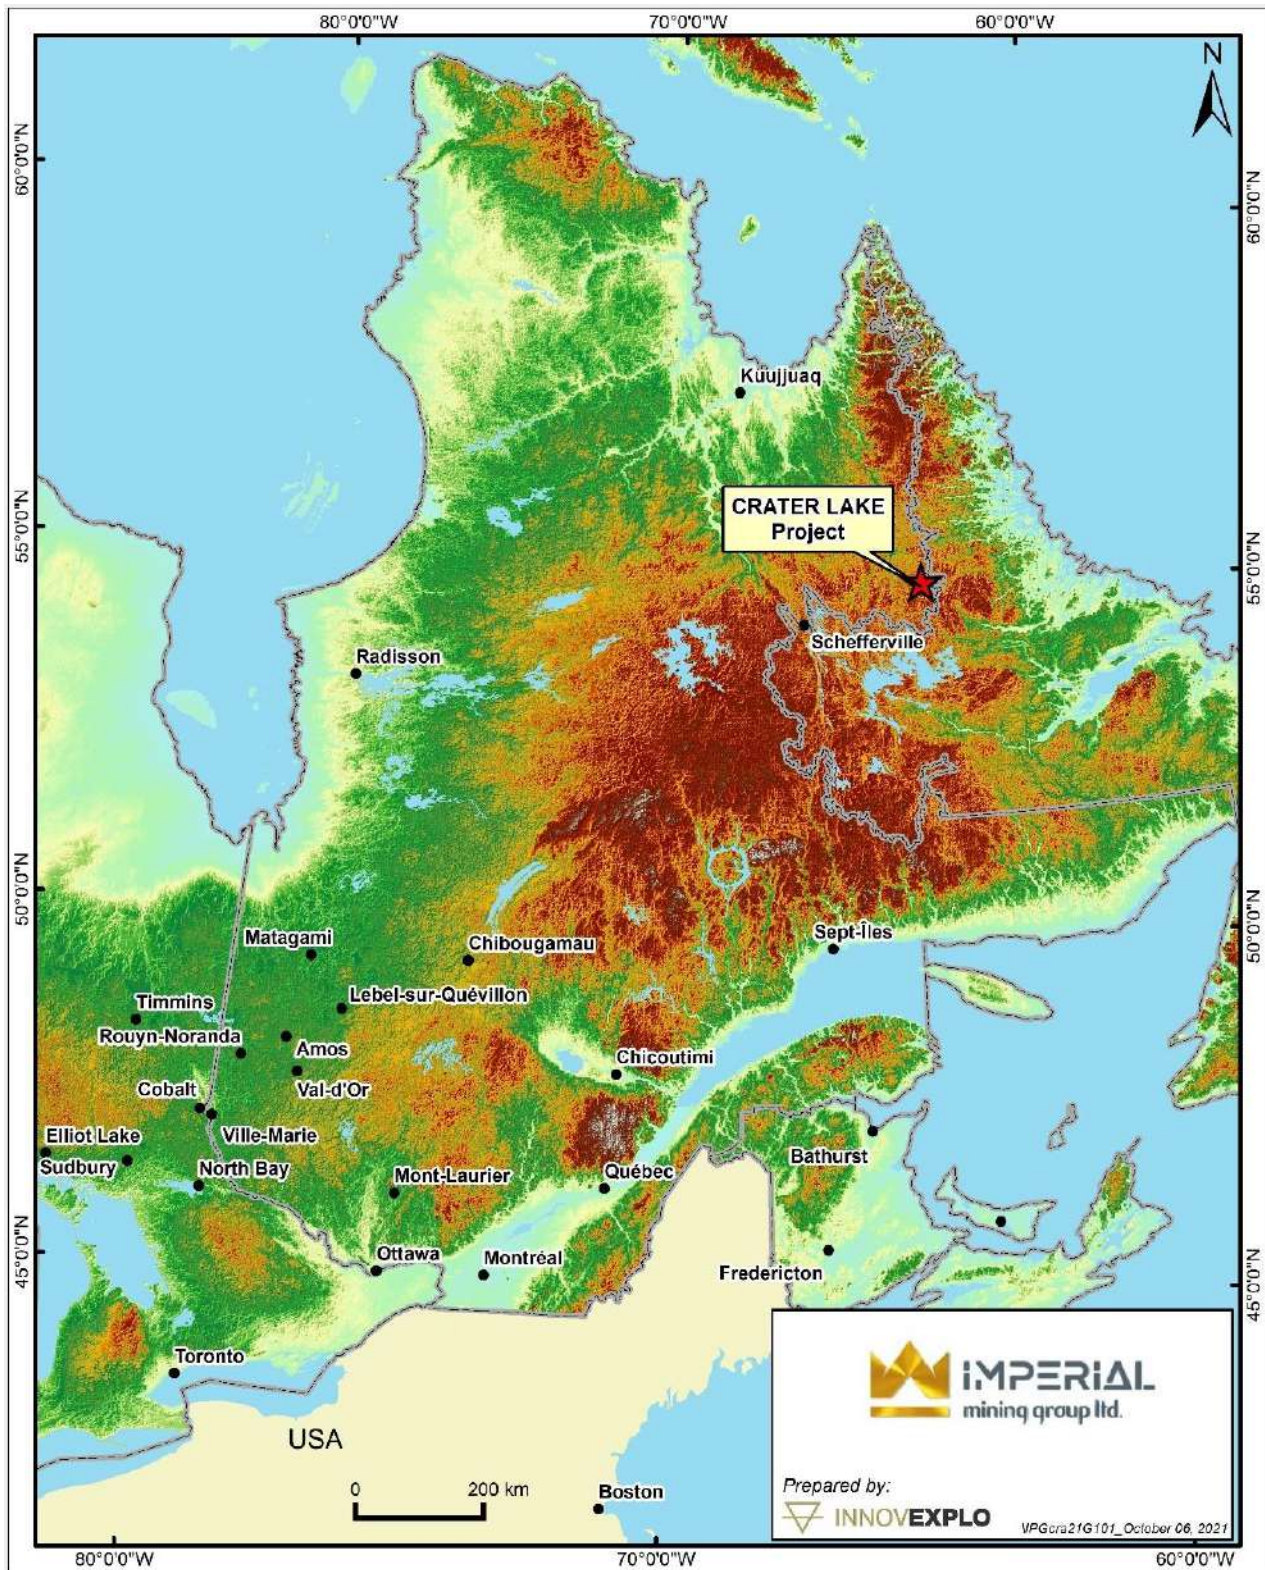 80°0'0"W
70°0'0"W
60°0'0"W
N
60°0'0"N
60°0'0"N
Kuujjuaq
CRATER LAKE
Project
55°0'0"N
55°0'0"N
Schefferville
Radisson
50°0'0"N
50°0'0"N
Sept-Îles
Matagami
Chibougamau
Timmins
Lebel-sur-Quévillon
Rouyn-Noranda
Amos
Chicoutimi
Val-d'Or
Cobalt
Ville-Marie
Elliot Lake
Sudbury
North Bay
Mont-Laurier
Québec
Bathurst
45°0'0"N
45°0'0"N
Ottawa
Montréal
Fredericton
Toronto
USA
0
200 km
Boston
IMPERIAL
mining group ltd.
Prepared by:
INNOVEXPLO
VPGcra21G101_October 06, 2021
80°0'0"W
70°0'0"W
60°0'0"W